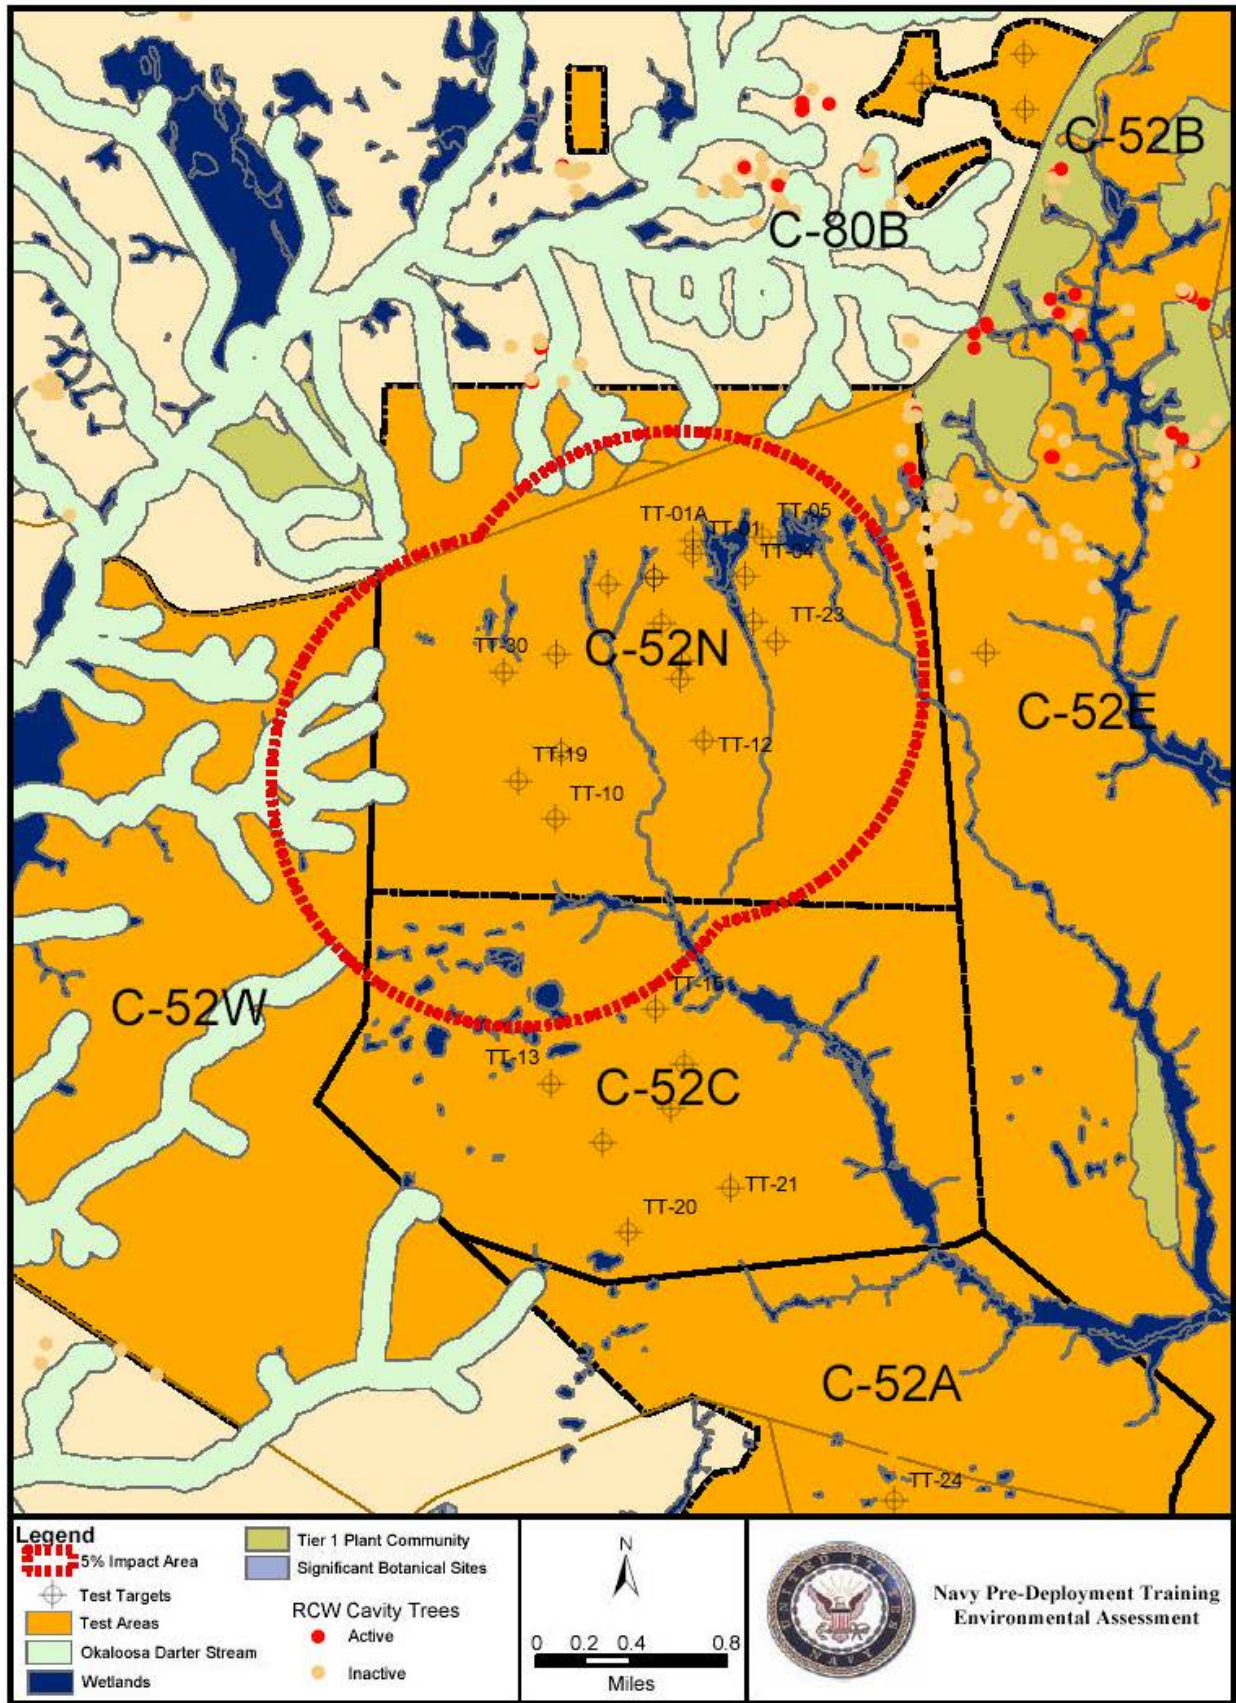 C-52B
C-80B
TT-01A
TT-05
TT-01
TT-04
TT-23
C-52N
TT-30
C-52E
TT-12
TT-19
TT-10
C-52W
TT-15
TT-13
C-52C
TT-21
TT-20
C-52A
TT-24
Legend
5% Impact Area
Test Targets
Test Areas
Okaloosa Darter Stream
Wetlands
Tier 1 Plant Community
Significant Botanical Sites
RCW Cavity Trees
Active
Inactive
N
0 0.2 0.4 0.8
Miles
UNITED STATES
NAVY
Navy Pre-Deployment Training
Environmental Assessment